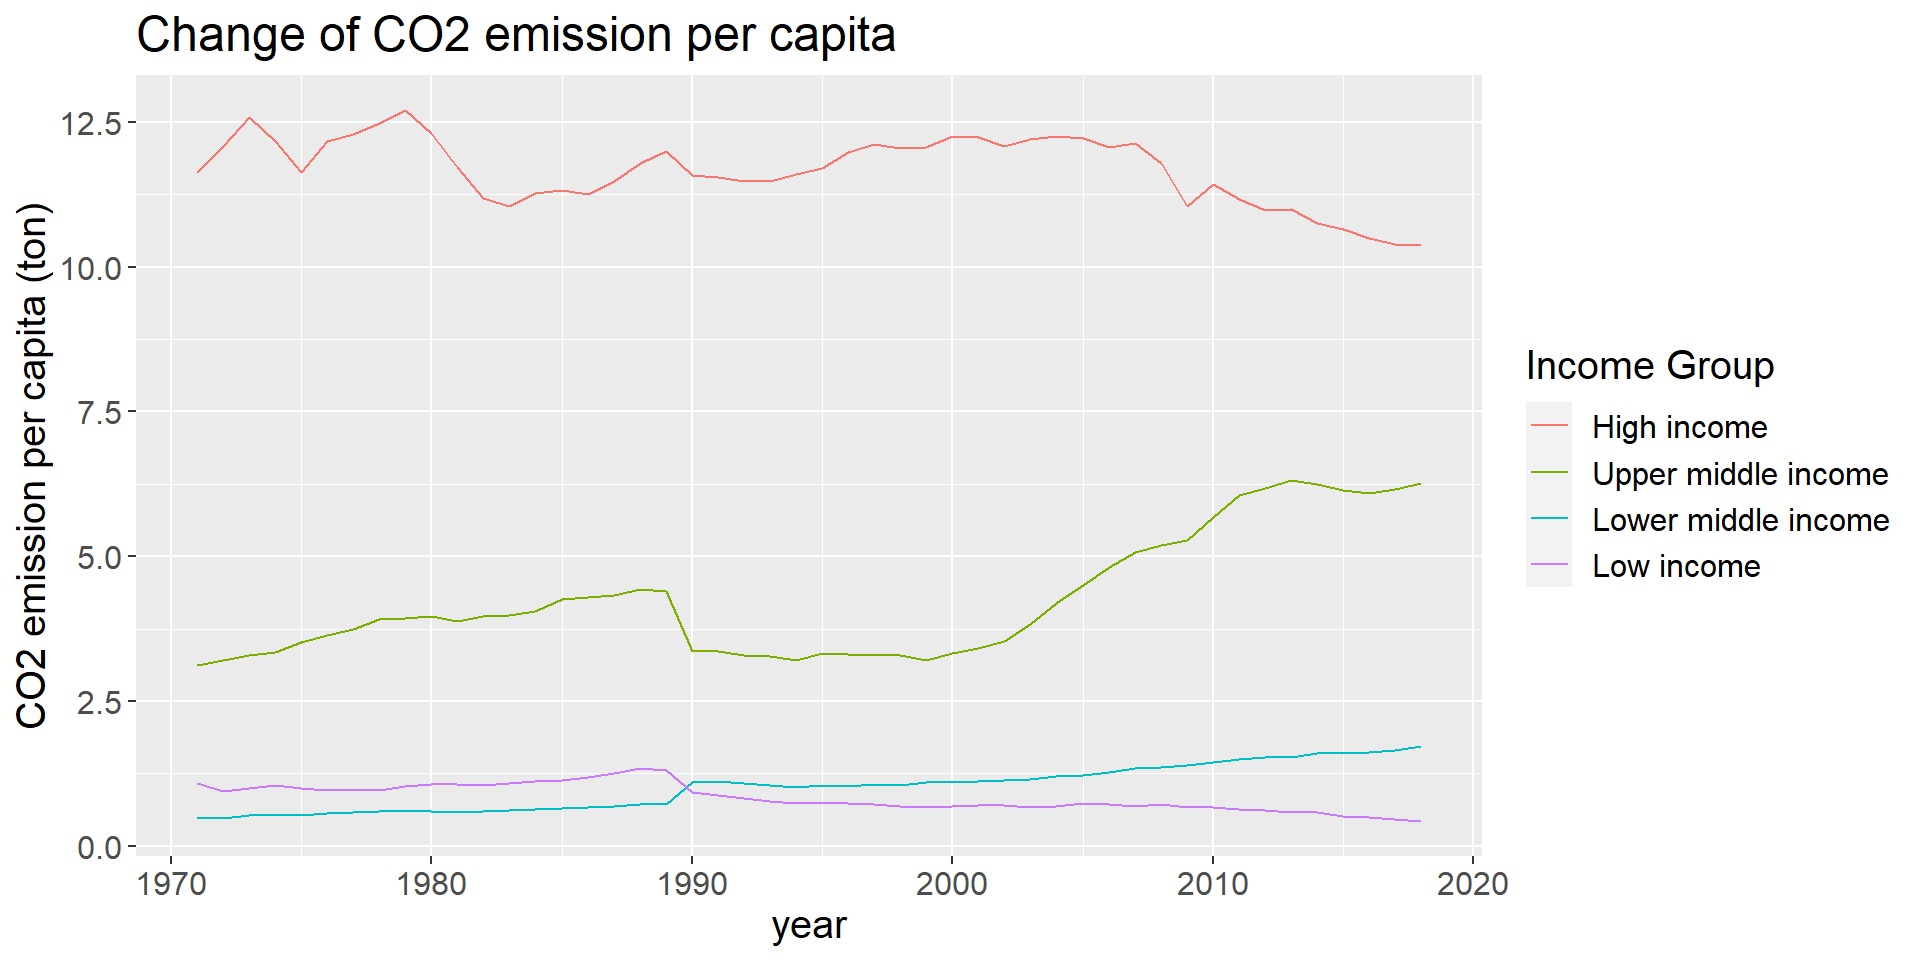 Change of CO2 emission per capita
CO2 emission per capita (ton)
12.5
10.0
7.5
5.0
2.5
0.0
1970
1980
1990
2000
2010
2020
year
Income Group
High income
Upper middle income
Lower middle income
Low income